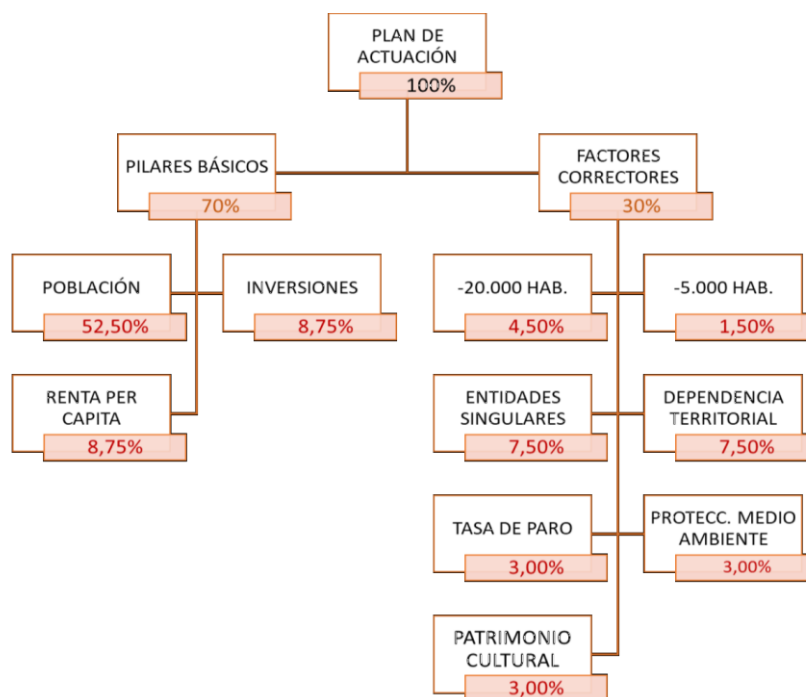 PLAN DE
ACTUACIÓN
100%
PILARES BÁSICOS
70%
FACTORES
CORRECTORES
30%
POBLACIÓN
52,50%
INVERSIONES
8,75%
RENTA PER
CAPITA
8,75%
-20.000 HAB.
4,50%
-5.000 HAB.
1,50%
ENTIDADES
SINGULARES
7,50%
DEPENDENCIA
TERRITORIAL
7,50%
TASA DE PARO
3,00%
PROTECC. MEDIO
AMBIENTE
3,00%
PATRIMONIO
CULTURAL
3,00%